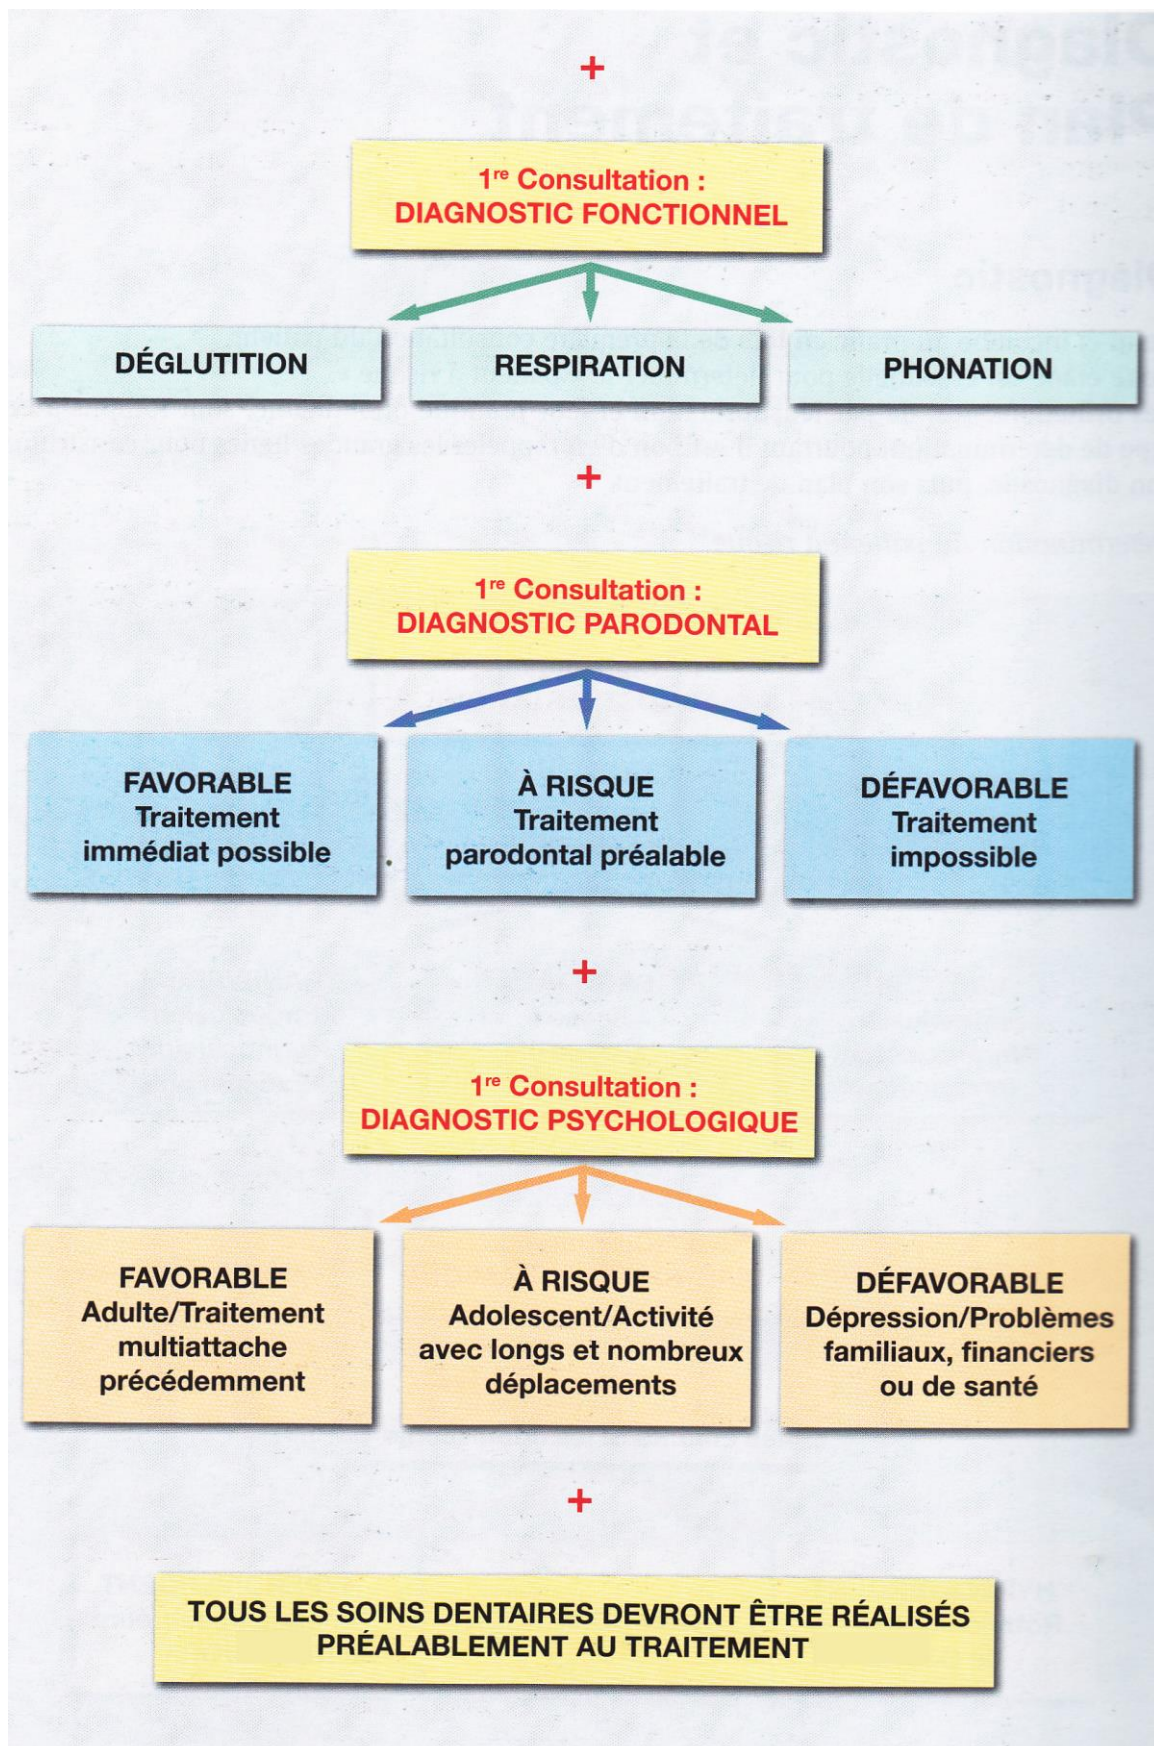 +
1re Consultation :
DIAGNOSTIC FONCTIONNEL
DÉGLUTITION
RESPIRATION
PHONATION
+
1re Consultation :
DIAGNOSTIC PARODONTAL
FAVORABLE
Traitement
immédiat possible
À RISQUE
Traitement
parodontal préalable
DÉFAVORABLE
Traitement
impossible
+
1re Consultation :
DIAGNOSTIC PSYCHOLOGIQUE
FAVORABLE
Adulte/Traitement
multiattache
précédemment
À RISQUE
Adolescent/Activité
avec longs et nombreux
déplacements
DÉFAVORABLE
Dépression/Problèmes
familiaux, financiers
ou de santé
+
TOUS LES SOINS DENTAIRES DEVRONT ÊTRE RÉALISÉS
PRÉALABLEMENT AU TRAITEMENT